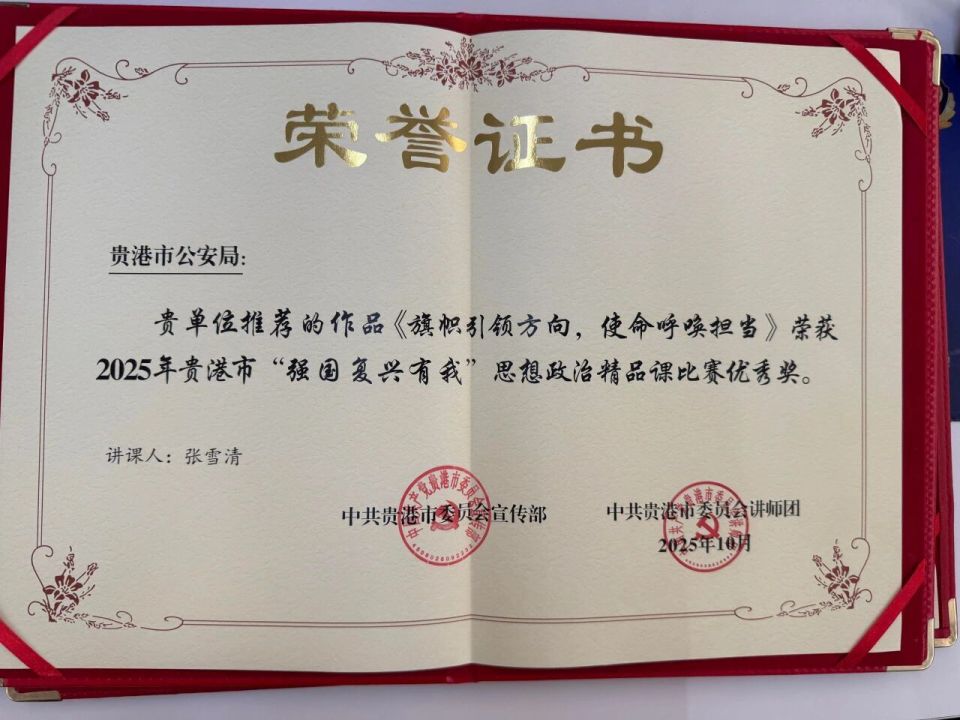 荣誉证书
贵港市公安局:
贵单位推荐的作品《旗帜引领方向，使命呼唤担当》荣获
2025年贵港市“强国复兴有我”思想政治精品课比赛优秀奖。
讲课人：张雪清
中共贵港市委员会宣传部
中共贵港市委员会讲师团
2025年10月